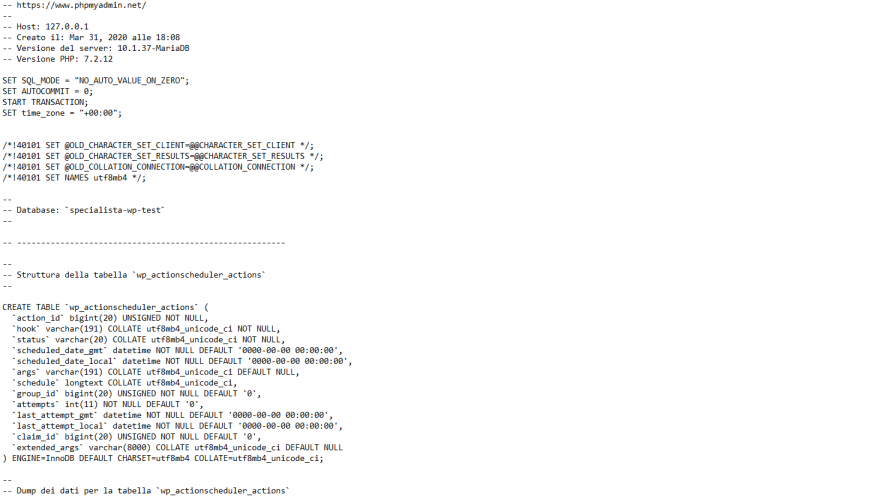 -- https://www.phpmyadmin.net/
--
-- Host: 127.0.0.1
-- Creato il: Mar 31, 2020 alle 18:08
-- Versione del server: 10.1.37-MariaDB
-- Versione PHP: 7.2.12
SET SQL_MODE = "NO_AUTO_VALUE_ON_ZERO";
SET AUTOCOMMIT = 0;
START TRANSACTION;
SET time_zone = "+00:00";
/*!40101 SET @OLD_CHARACTER_SET_CLIENT=@@CHARACTER_SET_CLIENT */;
/*!40101 SET @OLD_CHARACTER_SET_RESULTS=@@CHARACTER_SET_RESULTS */;
/*!40101 SET @OLD_COLLATION_CONNECTION=@@COLLATION_CONNECTION */;
/*!40101 SET NAMES utf8mb4 */;
--
-- Database: `specialista-wp-test`
--
-- --------------------------------------------------------
--
-- Struttura della tabella `wp_actionscheduler_actions`
--
CREATE TABLE `wp_actionscheduler_actions` (
`action_id` bigint(20) UNSIGNED NOT NULL,
`hook` varchar(191) COLLATE utf8mb4_unicode_ci NOT NULL,
`status` varchar(20) COLLATE utf8mb4_unicode_ci NOT NULL,
`scheduled_date_gmt` datetime NOT NULL DEFAULT '0000-00-00 00:00:00',
`scheduled_date_local` datetime NOT NULL DEFAULT '0000-00-00 00:00:00',
`args` varchar(191) COLLATE utf8mb4_unicode_ci DEFAULT NULL,
`schedule` longtext COLLATE utf8mb4_unicode_ci,
`group_id` bigint(20) UNSIGNED NOT NULL DEFAULT '0',
`attempts` int(11) NOT NULL DEFAULT '0',
`last_attempt_gmt` datetime NOT NULL DEFAULT '0000-00-00 00:00:00',
`last_attempt_local` datetime NOT NULL DEFAULT '0000-00-00 00:00:00',
`claim_id` bigint(20) UNSIGNED NOT NULL DEFAULT '0',
`extended_args` varchar(8000) COLLATE utf8mb4_unicode_ci DEFAULT NULL
) ENGINE=InnoDB DEFAULT CHARSET=utf8mb4 COLLATE=utf8mb4_unicode_ci;
--
-- Dump dei dati per la tabella `wp_actionscheduler_actions`